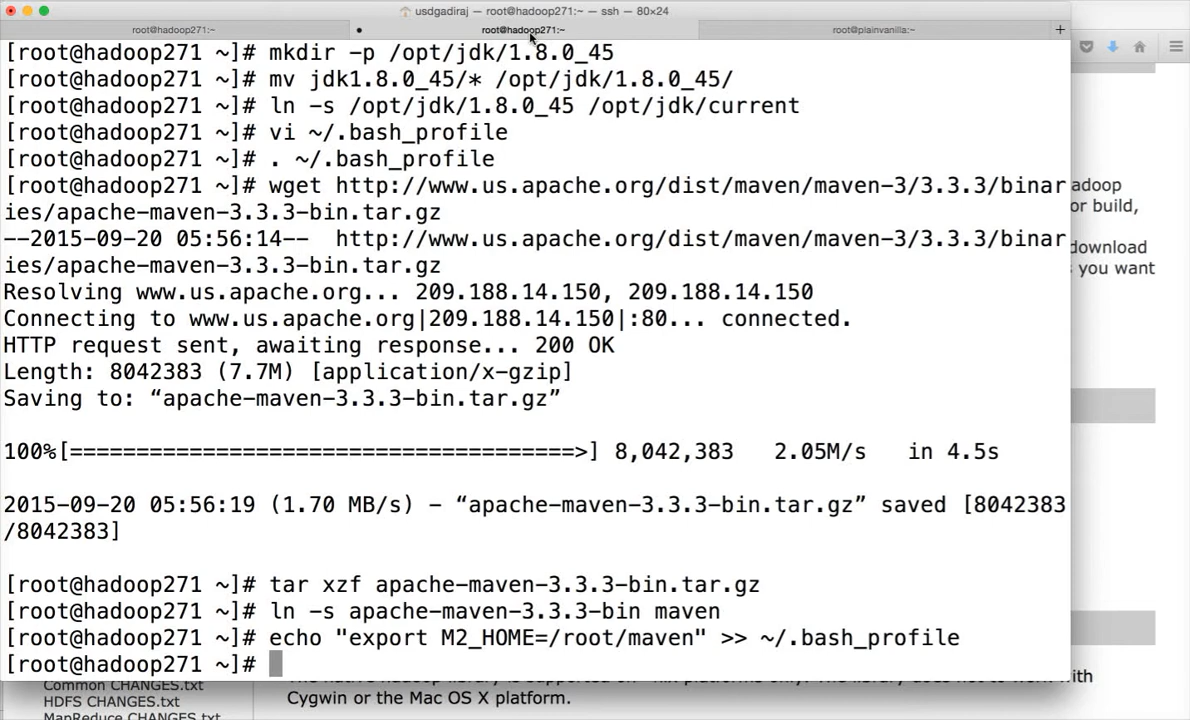 usdgadiraj — root@hadoop271:~ — ssh — 80×24
root@hadoop271:~
root@hadoop271:~
root@plainvanilla:~
[root@hadoop271 ~]# mkdir -p /opt/jdk/1.8.0_45
[root@hadoop271 ~]# mv jdk1.8.0_45/* /opt/jdk/1.8.0_45/
[root@hadoop271 ~]# ln -s /opt/jdk/1.8.0_45 /opt/jdk/current
[root@hadoop271 ~]# vi ~/.bash_profile
[root@hadoop271 ~]# . ~/.bash_profile
[root@hadoop271 ~]# wget http://www.us.apache.org/dist/maven/maven-3/3.3.3/binar
ies/apache-maven-3.3.3-bin.tar.gz
--2015-09-20 05:56:14--  http://www.us.apache.org/dist/maven/maven-3/3.3.3/binar
ies/apache-maven-3.3.3-bin.tar.gz
Resolving www.us.apache.org... 209.188.14.150, 209.188.14.150
Connecting to www.us.apache.org|209.188.14.150|:80... connected.
HTTP request sent, awaiting response... 200 OK
Length: 8042383 (7.7M) [application/x-gzip]
Saving to: “apache-maven-3.3.3-bin.tar.gz”
100%[======================================>] 8,042,383   2.05M/s   in 4.5s
2015-09-20 05:56:19 (1.70 MB/s) - “apache-maven-3.3.3-bin.tar.gz” saved [8042383
/8042383]
[root@hadoop271 ~]# tar xzf apache-maven-3.3.3-bin.tar.gz
[root@hadoop271 ~]# ln -s apache-maven-3.3.3-bin maven
[root@hadoop271 ~]# echo "export M2_HOME=/root/maven" >> ~/.bash_profile
[root@hadoop271 ~]#
adoop
or build,
download
s you want
with
Common CHANGES.txt
HDFS CHANGES.txt
MapReduce CHANGES.txt
Cygwin or the Mac OS X platform.